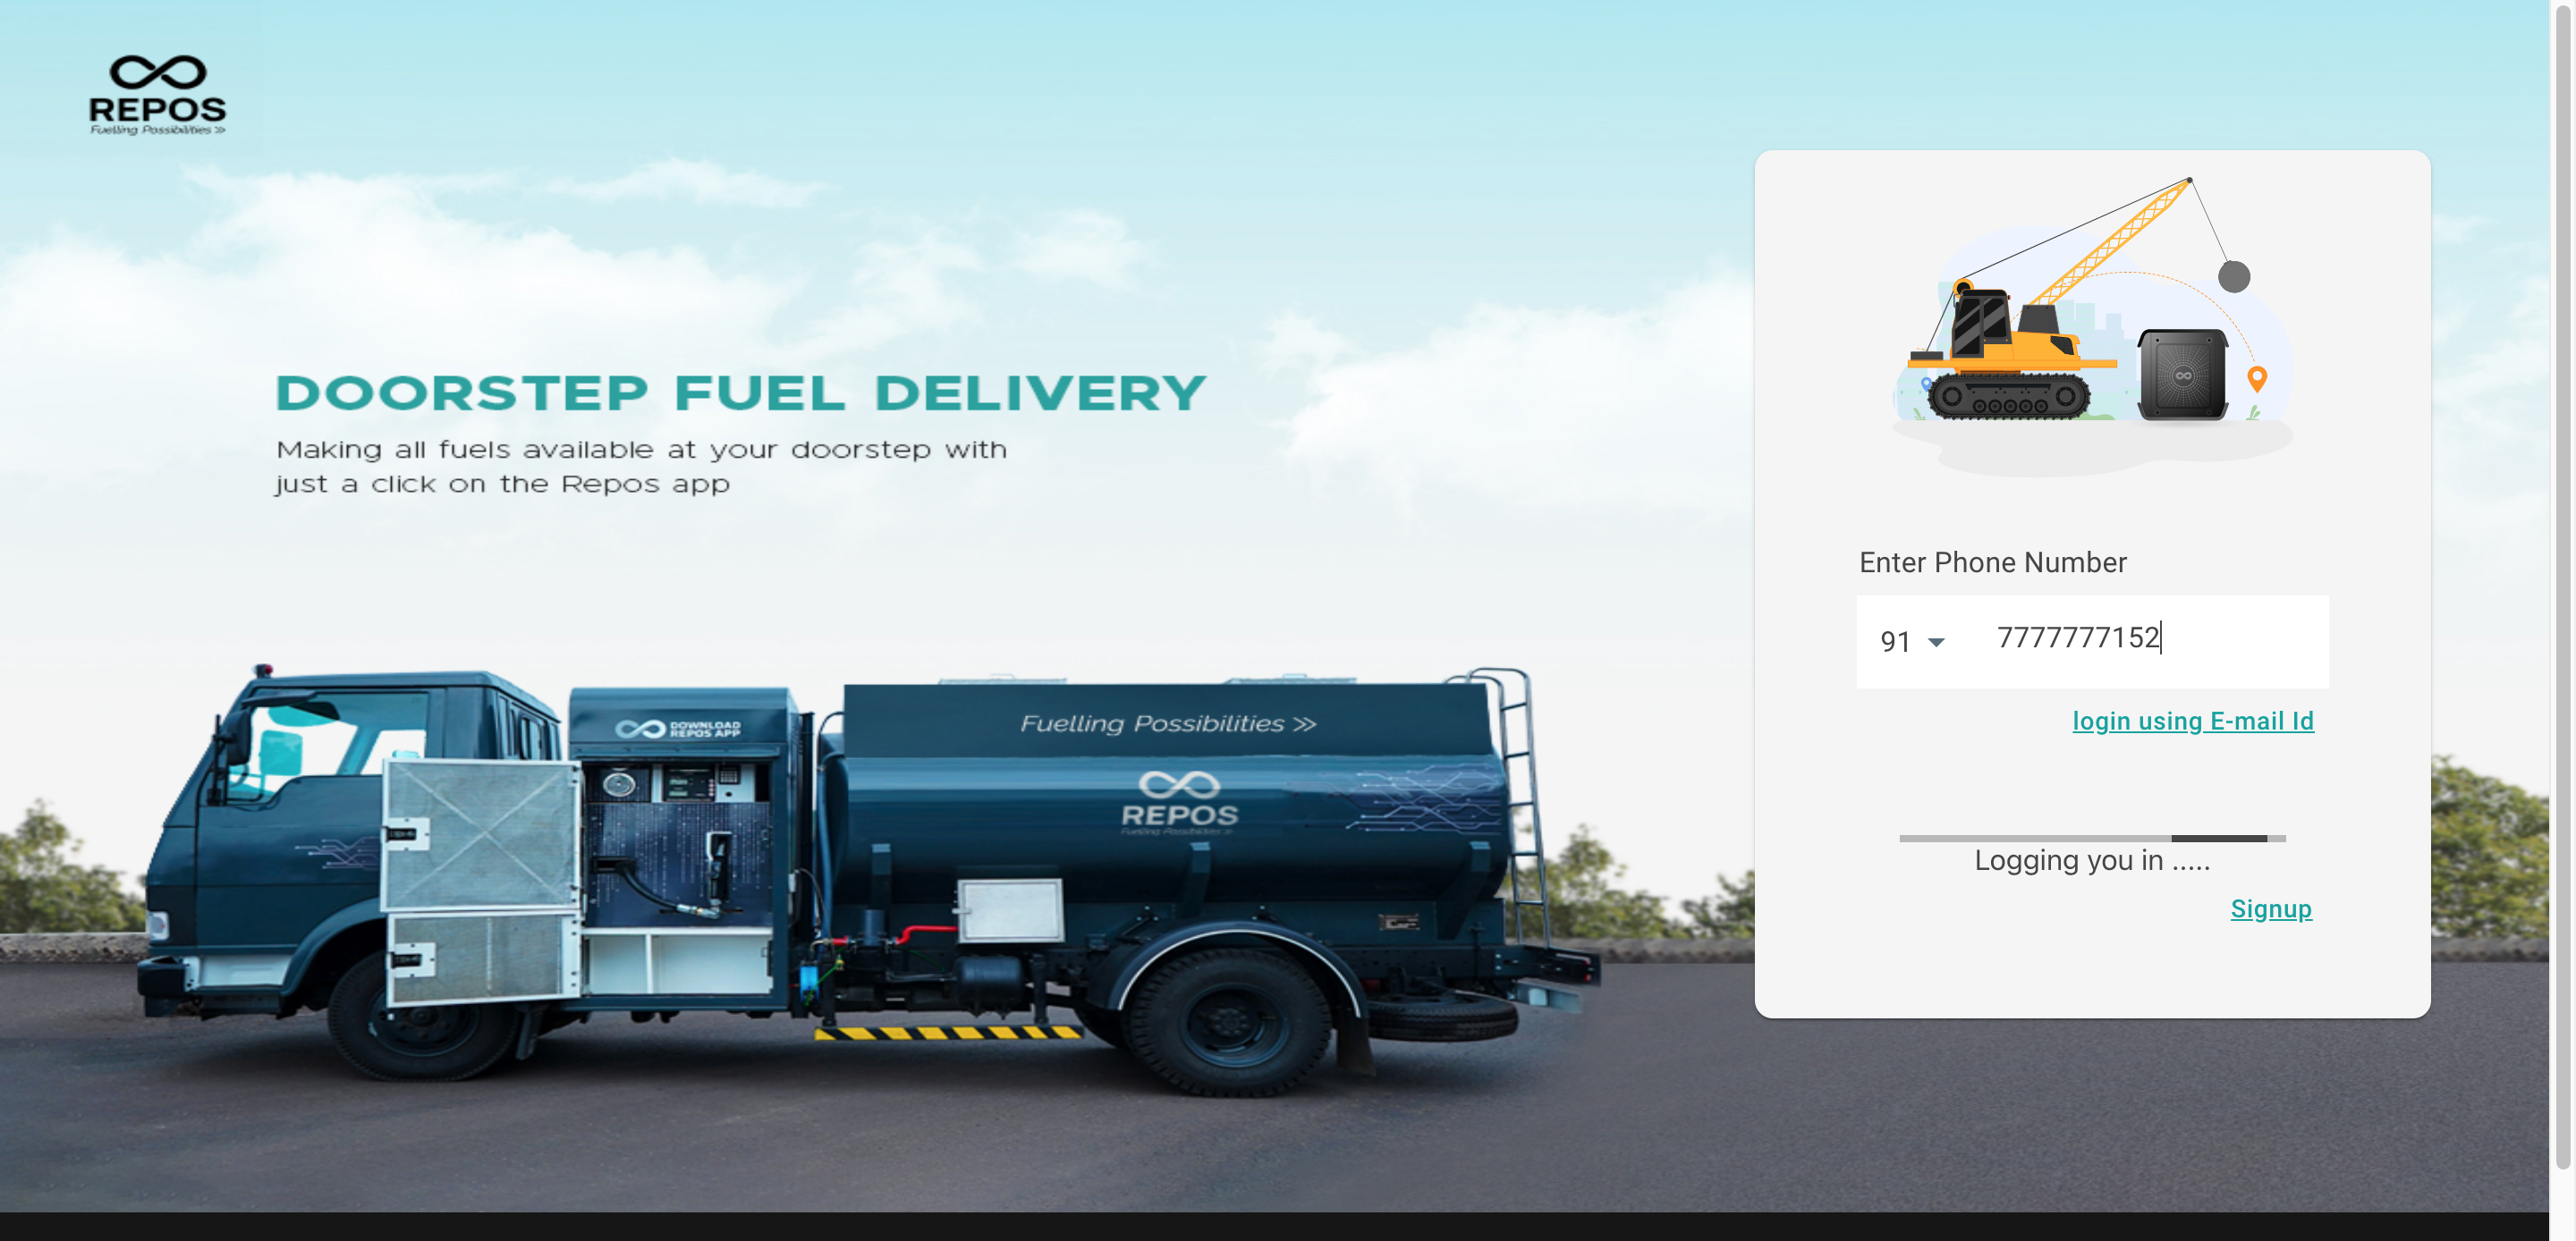 REPOS
Fuelling Possibilities >>
DOORSTEP FUEL DELIVERY
Making all fuels available at your doorstep with
just a click on the Repos app
DOWNLOAD
REPOS APP
Fuelling Possibilities >>
REPOS
Fuelling Possibilities >>
Enter Phone Number
91
7777777152
login using E-mail Id
Logging you in .....
Signup